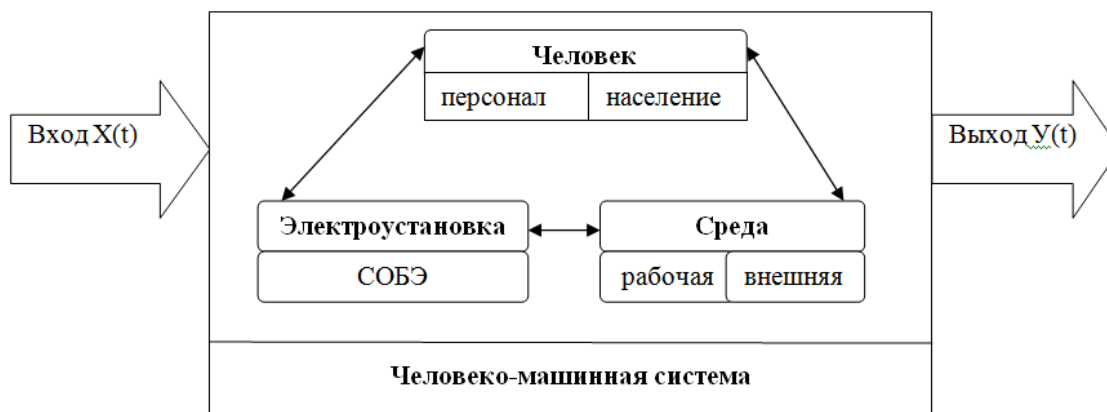 Человек
персонал население
Вход X(t)
Выход У(t)
Электроустановка Среда
СОБЭ рабочая внешняя
Человеко-машинная система